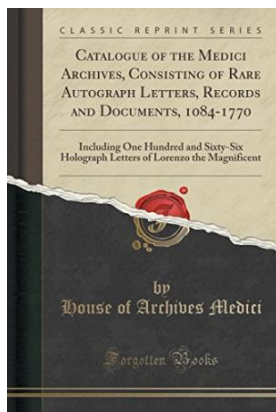 CLASSIC REPRINT SERIES
CATALOGUE OF THE MEDICI
ARCHIVES, CONSISTING OF RARE
AUTOGRAPH LETTERS, RECORDS
AND DOCUMENTS, 1084-1770
Including One Hundred and Sixty-Six
Holograph Letters of Lorenzo the Magnificent
by
House of Archives Medici
Forgotten Books